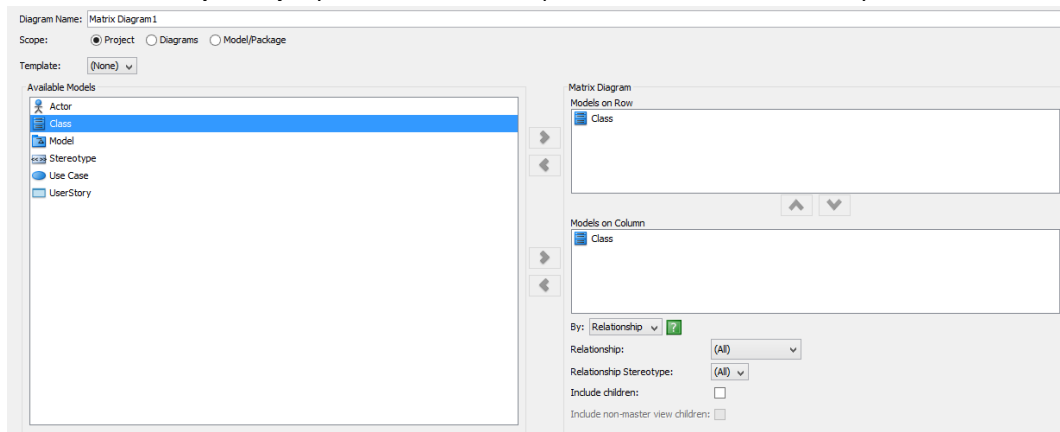 Diagram Name: Matrix Diagram1
Scope: Project Diagrams Model/Package
Template: (None)
Available Models
Actor
Class
Model
<<>> Stereotype
Use Case
UserStory
Matrix Diagram
Models on Row
Class
Models on Column
Class
By: Relationship ?
Relationship: (All)
Relationship Stereotype: (All)
Include children:
Include non-master view children: